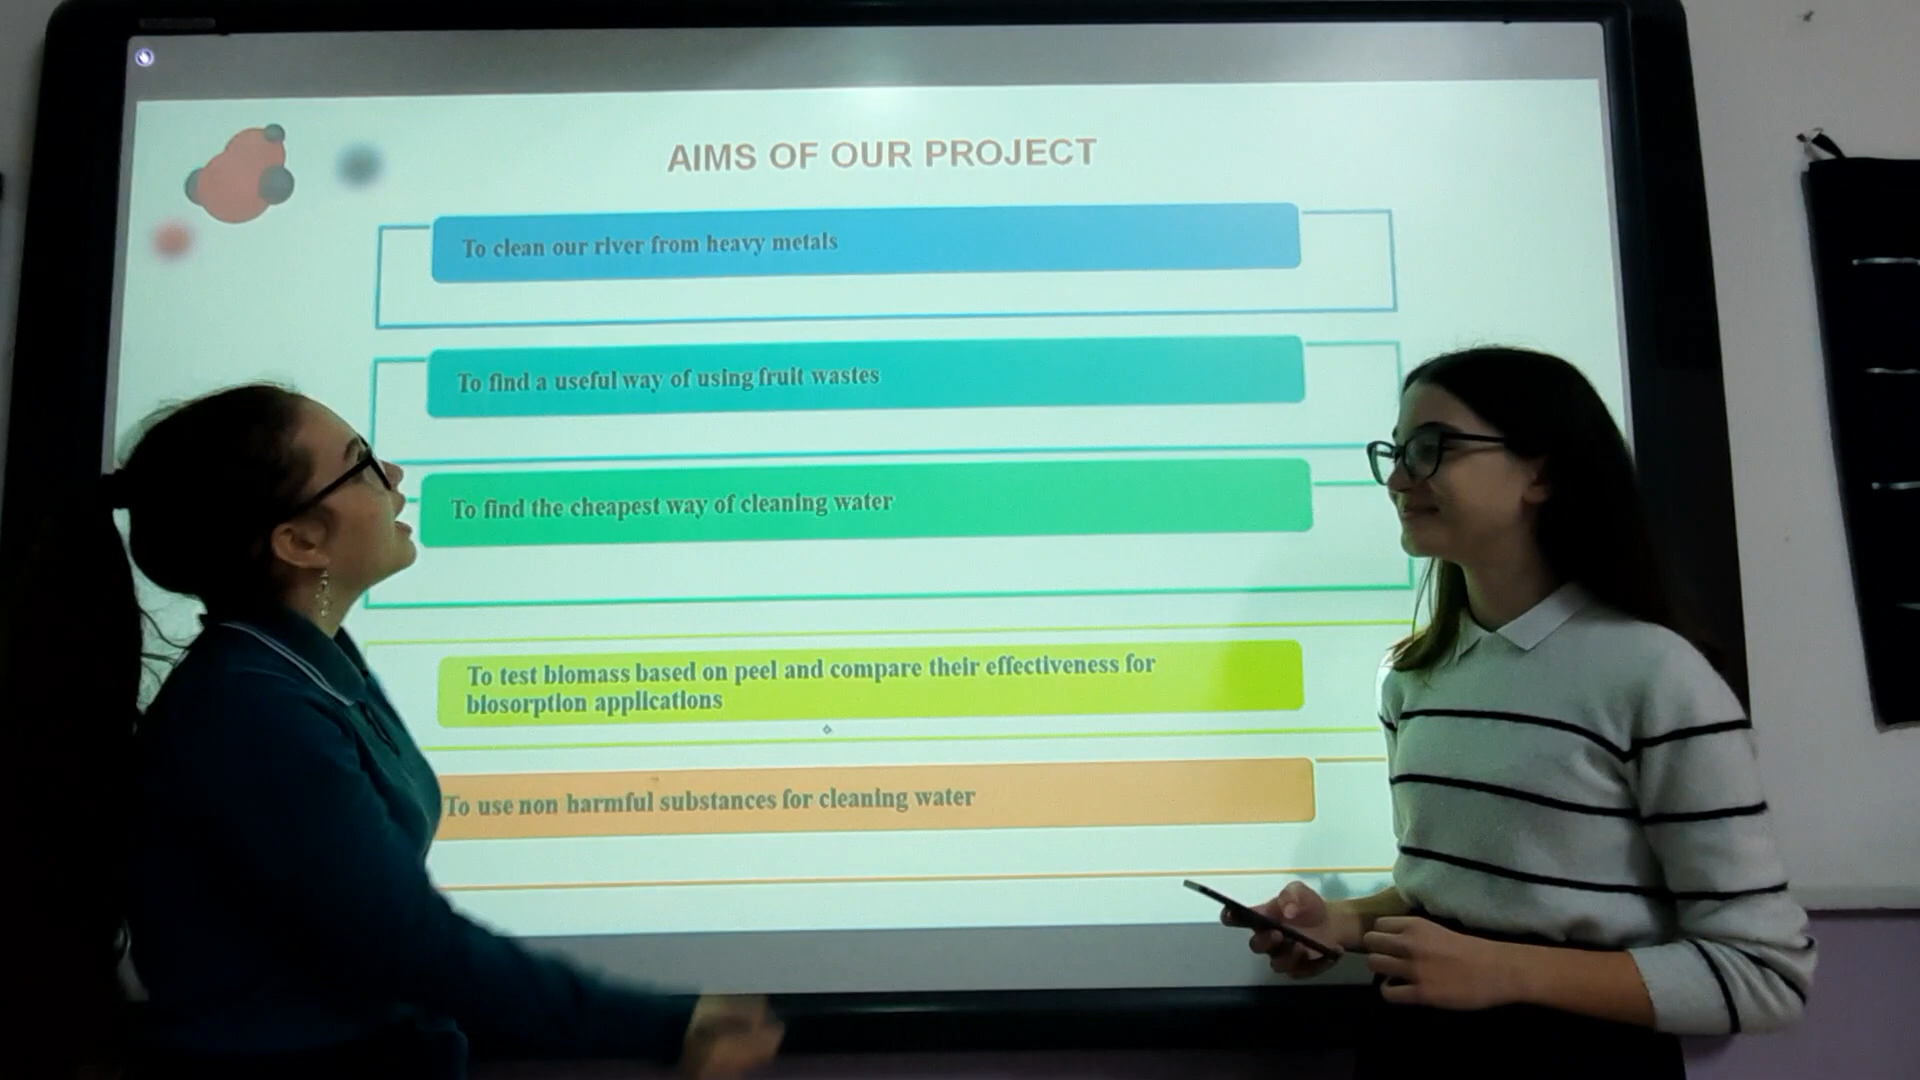 AIMS OF OUR PROJECT
To clean our river from heavy metals
To find a useful way of using fruit wastes
To find the cheapest way of cleaning water
To test biomass based on peel and compare their effectiveness for
biosorption applications
To use non harmful substances for cleaning water